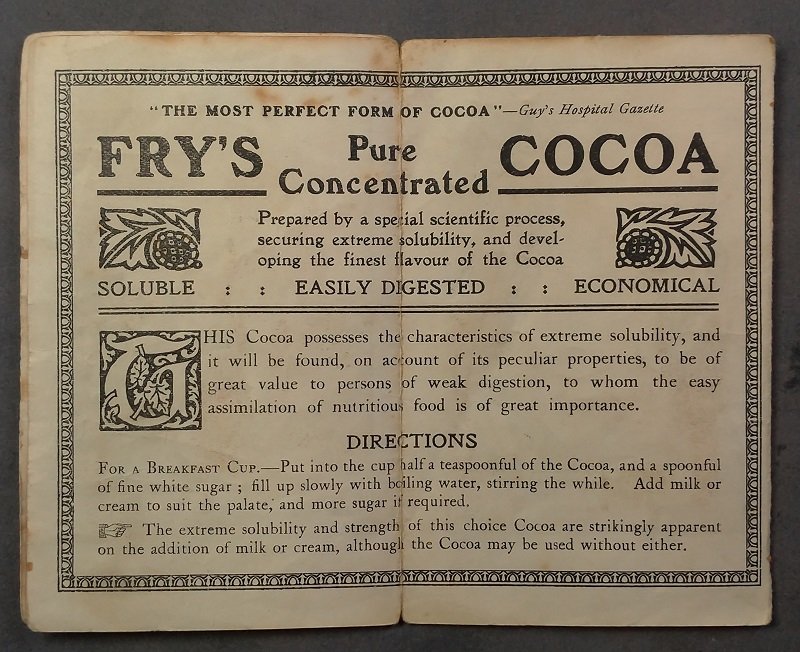 "THE MOST PERFECT FORM OF COCOA"—Guy's Hospital Gazette
FRY'S Pure Concentrated COCOA
Prepared by a special scientific process,
securing extreme solubility, and devel-
oping the finest flavour of the Cocoa
SOLUBLE : : EASILY DIGESTED : : ECONOMICAL
THIS Cocoa possesses the characteristics of extreme solubility, and
it will be found, on account of its peculiar properties, to be of
great value to persons of weak digestion, to whom the easy
assimilation of nutritious food is of great importance.
DIRECTIONS
FOR A BREAKFAST CUP.—Put into the cup half a teaspoonful of the Cocoa, and a spoonful
of fine white sugar ; fill up slowly with boiling water, stirring the while. Add milk or
cream to suit the palate, and more sugar if required.
☞ The extreme solubility and strength of this choice Cocoa are strikingly apparent
on the addition of milk or cream, although the Cocoa may be used without either.